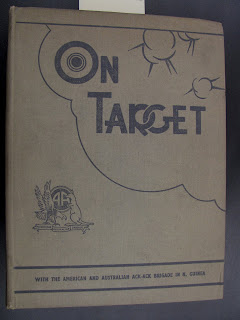 ON
TARGET
WITH THE AMERICAN AND AUSTRALIAN ACK-ACK BRIGADE IN N. GUINEA